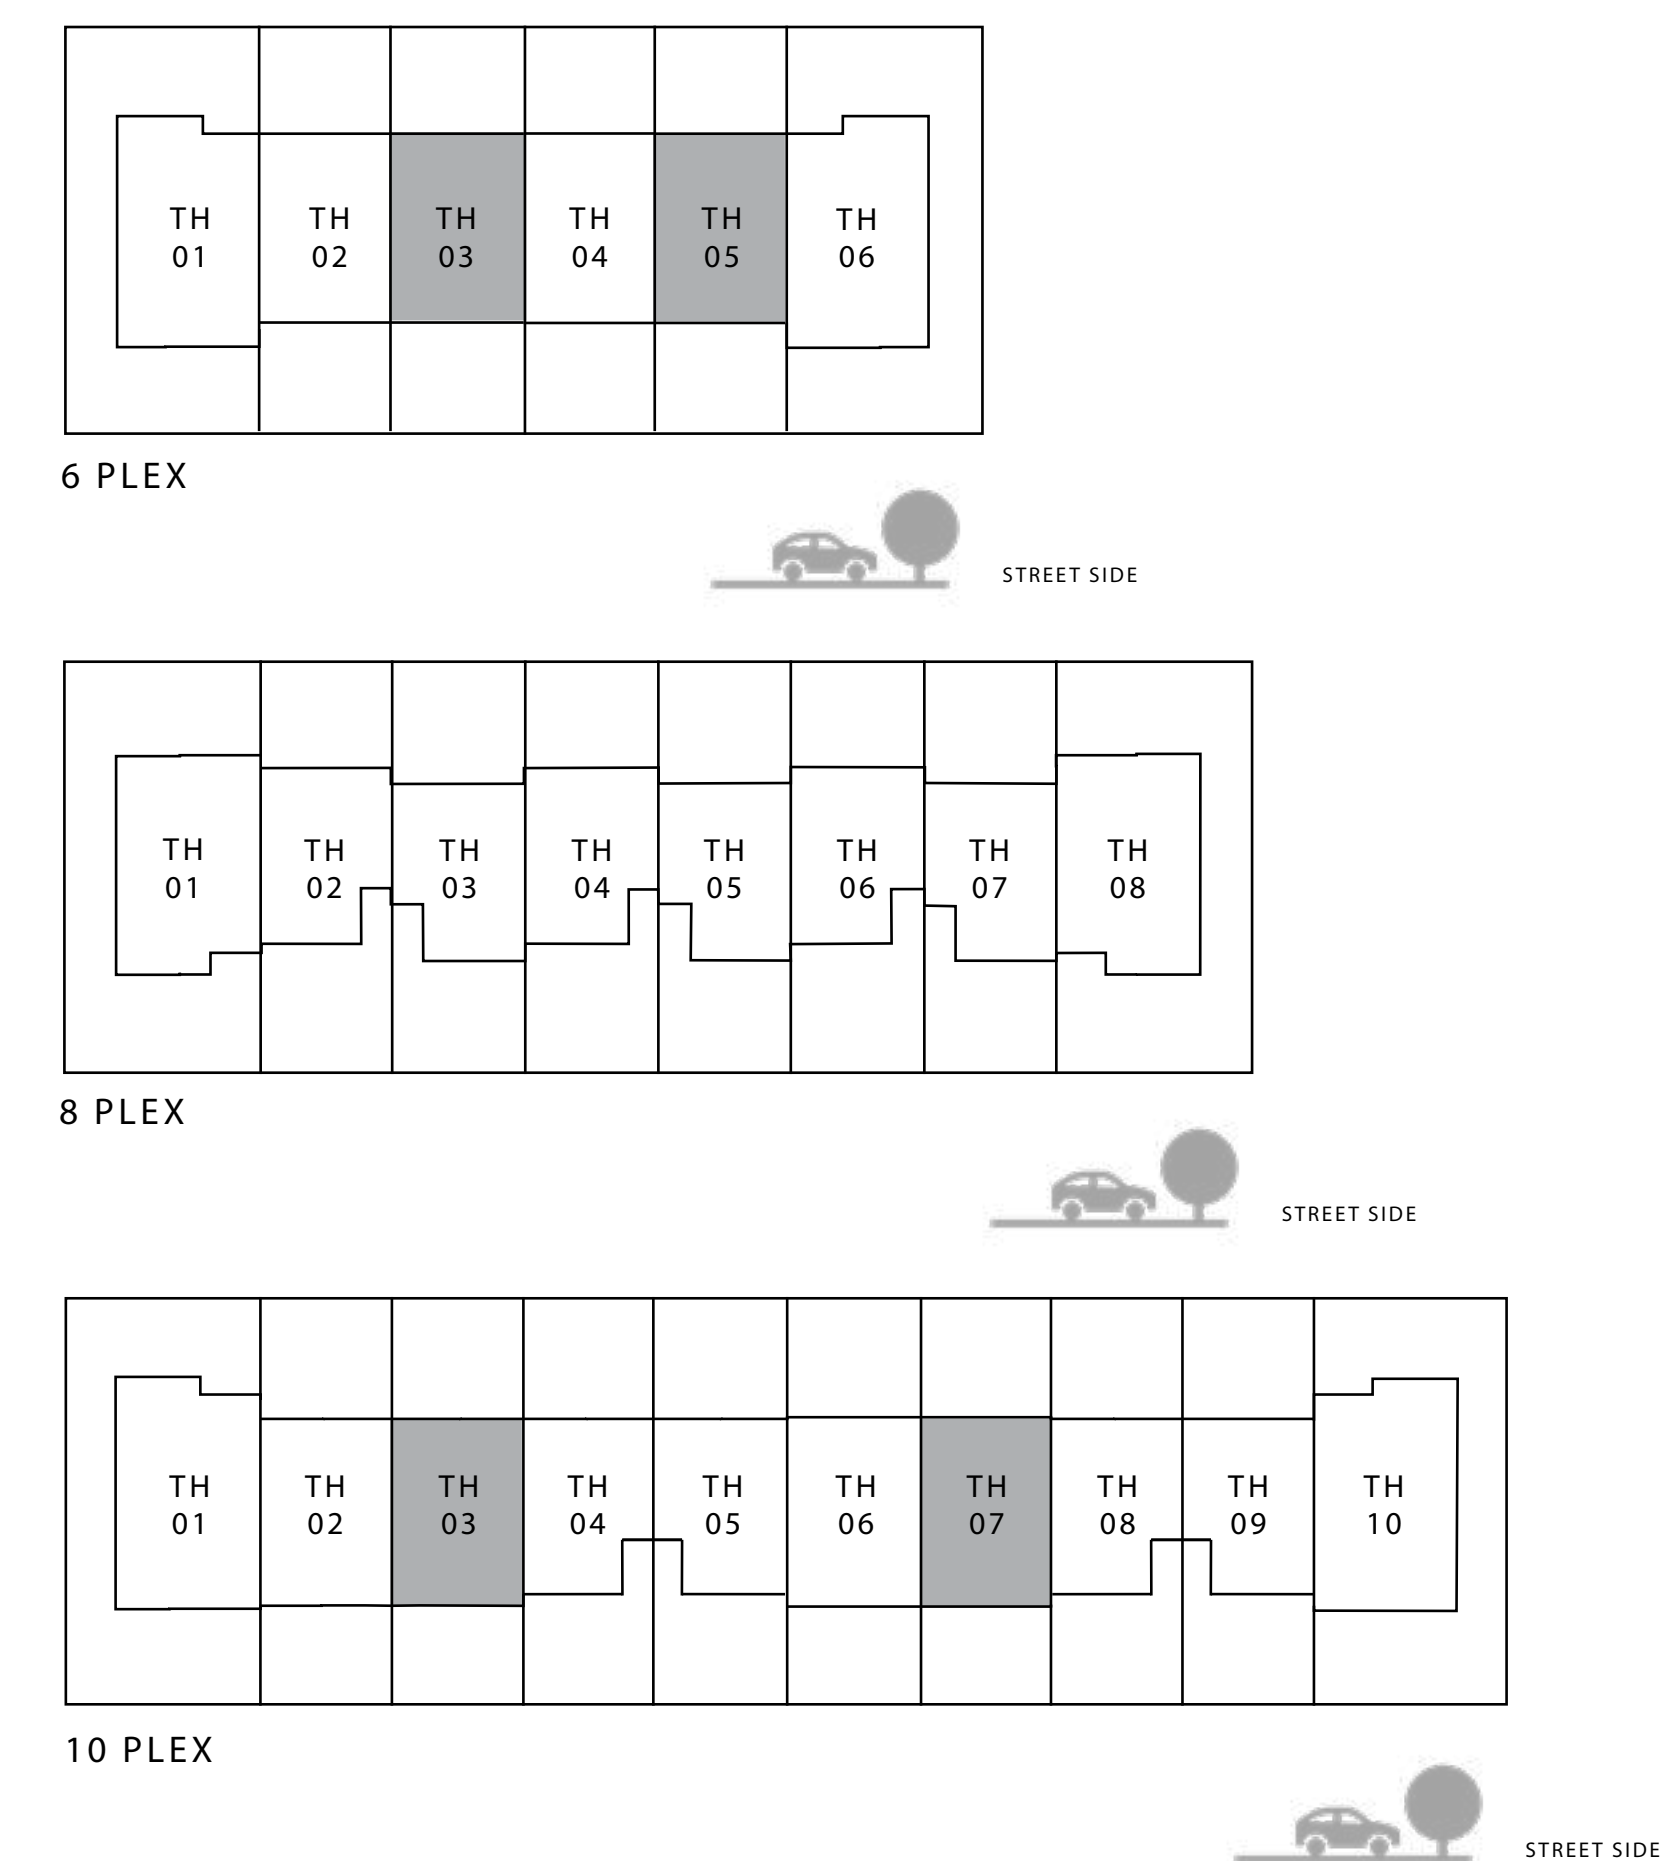 TH TH TH TH TH TH
01 02 03 04 05 06
6 PLEX
STREET SIDE
TH TH TH TH TH TH TH TH
01 02 03 04 05 06 07 08
8 PLEX
STREET SIDE
TH TH TH TH TH TH TH TH TH TH
01 02 03 04 05 06 07 08 09 10
10 PLEX
STREET SIDE